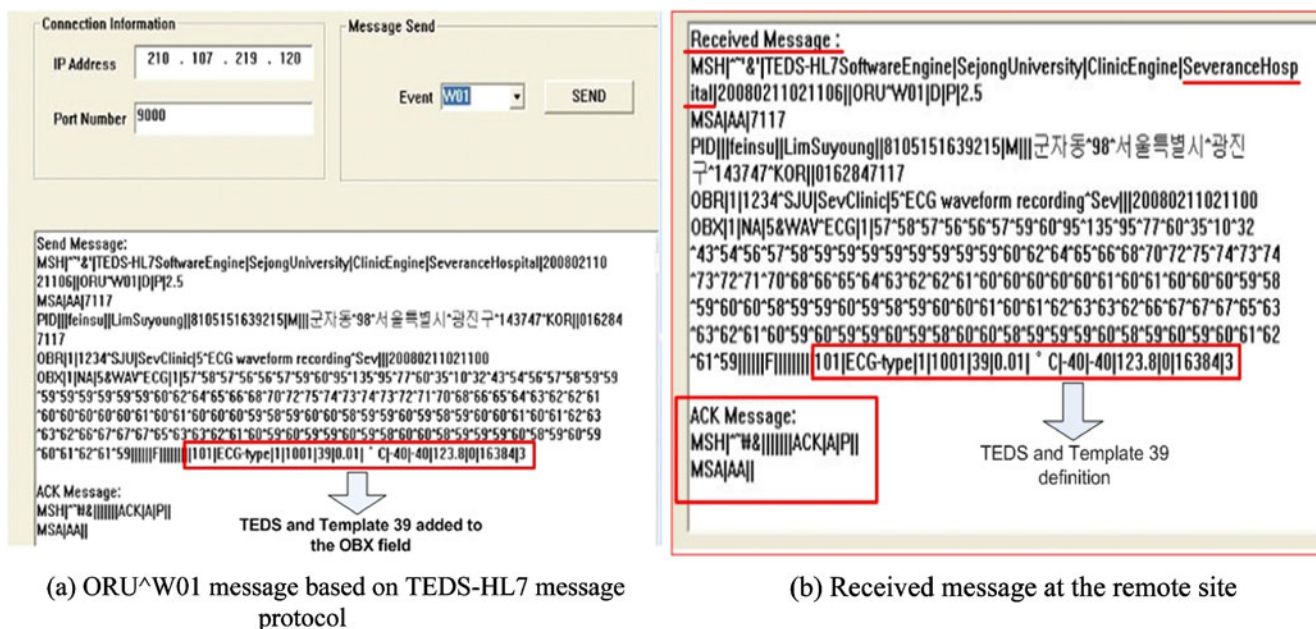 Connection Information
IP Address 210 . 107 . 219 . 120
Port Number 9000
Message Send
Event W01 SEND
Send Message:
MSH|^~'&'|TEDS-HL7SoftwareEngine|SejongUniversity|ClinicEngine|SeveranceHospital|200802110
21106||ORU^W01|D|P|2.5
MSA|AA|7117
PID|||feinsu||LimSuyoung||8105151639215|M|||군자동^98^서울특별시^광진구^143747^KOR||016284
7117
OBR|1|1234^SJU|SevClinic|5^ECG waveform recording^Sev|||20080211021100
OBX|1|NA|5&WAV^ECG|1|57^58^57^56^56^57^59^60^95^135^95^77^60^35^10^32^43^54^56^57^58^59^59
^59^59^59^59^59^60^62^64^65^66^68^70^72^75^74^73^74^73^72^71^70^68^66^65^64^63^62^62^61
^60^60^60^60^60^61^60^61^60^60^60^59^58^59^60^60^58^59^60^59^58^59^60^60^61^60^61^62^63
^63^62^66^67^67^67^65^63^63^62^61^60^59^60^59^59^60^58^60^60^58^59^59^59^60^58^59^60^59
^60^61^62^61^59||||||F||||||||101|ECG-type|1|1001|39|0.01| ˚ C|-40|-40|123.8|0|16384|3
ACK Message:
MSH|^~₩&|||||||ACK|A|P||
MSA|AA||
TEDS and Template 39 added to
the OBX field
(a) ORU^W01 message based on TEDS-HL7 message
protocol
Received Message :
MSH|^~'&'|TEDS-HL7SoftwareEngine|SejongUniversity|ClinicEngine|SeveranceHosp
ital|20080211021106||ORU^W01|D|P|2.5
MSA|AA|7117
PID|||feinsu||LimSuyoung||8105151639215|M|||군자동^98^서울특별시^광진
구^143747^KOR||0162847117
OBR|1|1234^SJU|SevClinic|5^ECG waveform recording^Sev|||20080211021100
OBX|1|NA|5&WAV^ECG|1|57^58^57^56^56^57^59^60^95^135^95^77^60^35^10^32
^43^54^56^57^58^59^59^59^59^59^59^59^60^62^64^65^66^68^70^72^75^74^73^74
^73^72^71^70^68^66^65^64^63^62^62^61^60^60^60^60^60^61^60^61^60^60^60^59^58
^59^60^60^58^59^60^59^58^59^60^60^61^60^61^62^63^63^62^66^67^67^67^65^63
^63^62^61^60^59^60^59^59^60^58^60^60^58^59^59^59^60^58^59^60^59^60^61^62
^61^59||||||F||||||||101|ECG-type|1|1001|39|0.01| ˚ C|-40|-40|123.8|0|16384|3
ACK Message:
MSH|^~₩&|||||||ACK|A|P||
MSA|AA||
TEDS and Template 39
definition
(b) Received message at the remote site